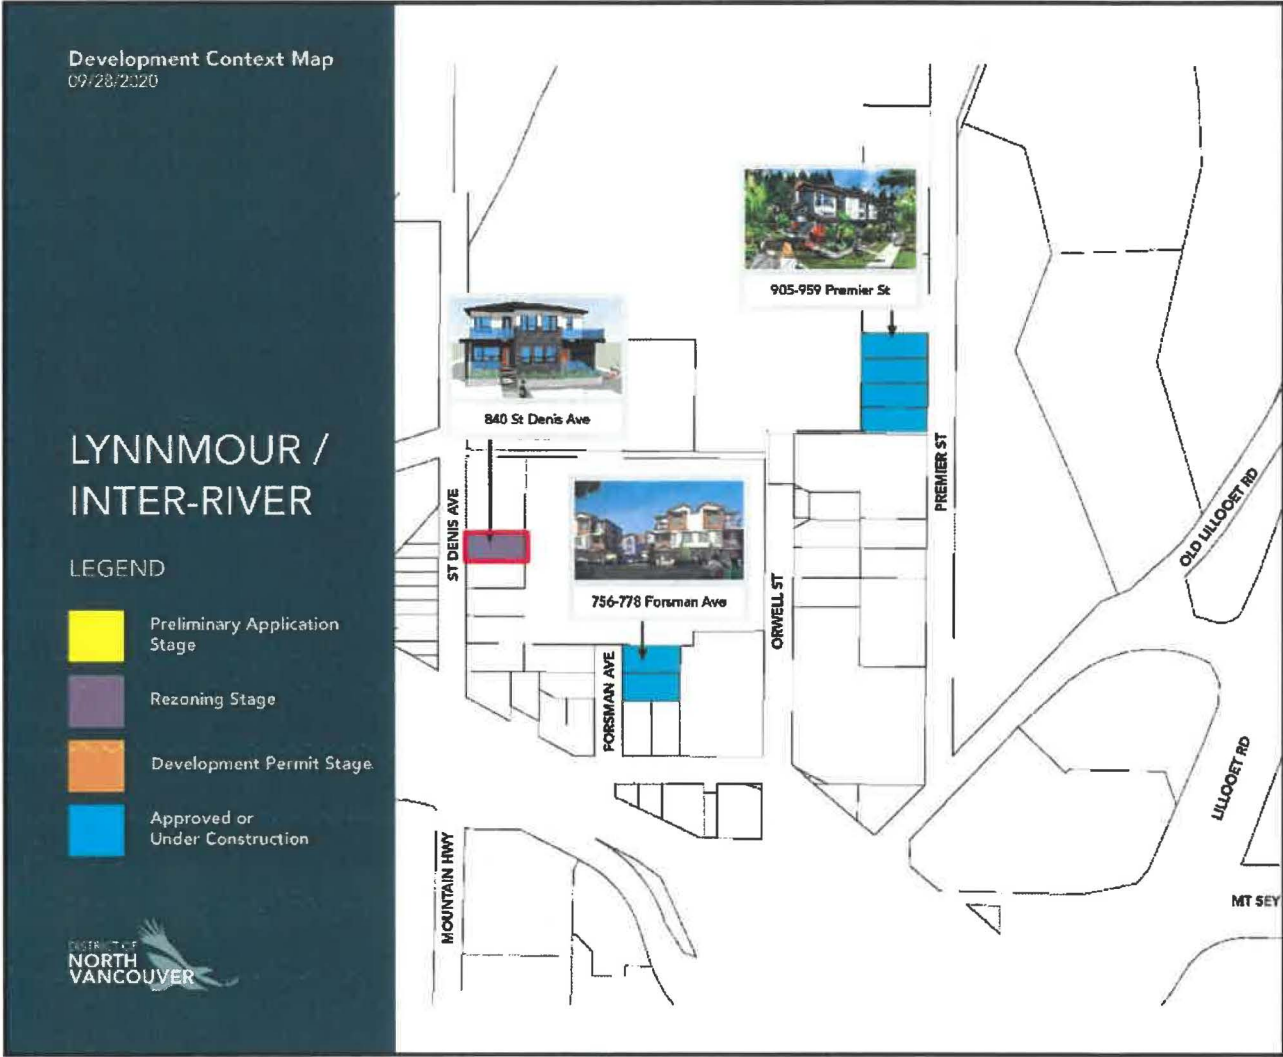 Development Context Map
09/28/2020
LYNNMOUR /
INTER-RIVER
LEGEND
Preliminary Application
Stage
Rezoning Stage
Development Permit Stage
Approved or
Under Construction
DISTRICT OF
NORTH
VANCOUVER
905-959 Premier St
840 St Denis Ave
756-778 Forsman Ave
ST DENIS AVE
FORSMAN AVE
ORWELL ST
PREMIER ST
OLD LILLOOET RD
LILLOOET RD
MOUNTAIN HWY
MT SEY